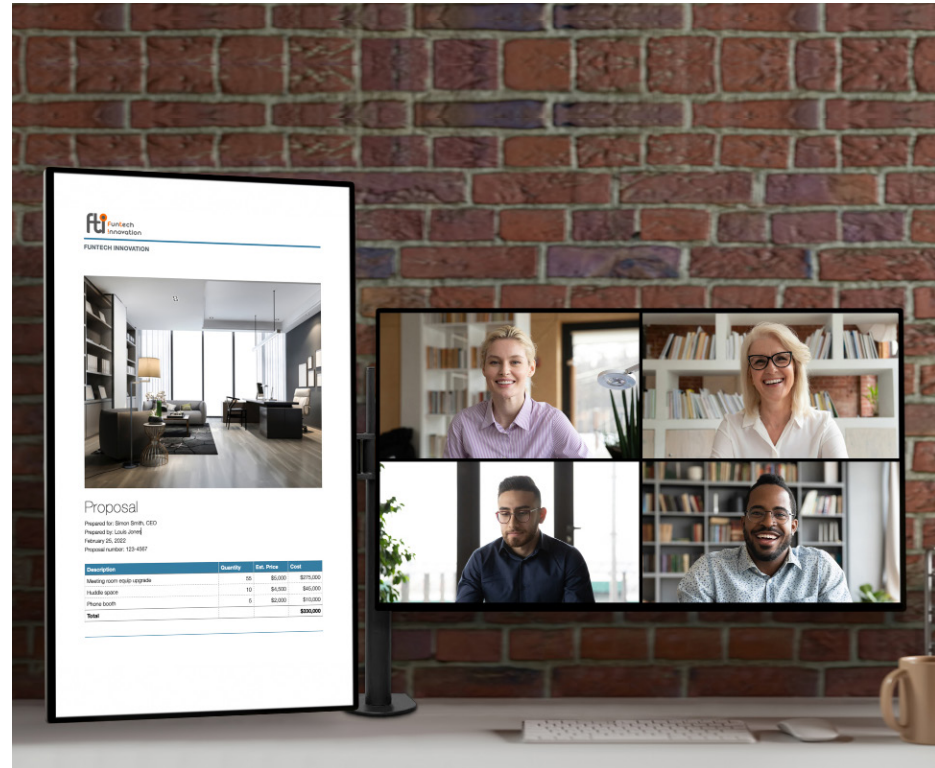 fti funtech
innovation
FUNTECH INNOVATION
Proposal
Prepared for: Simon Smith, CEO
Prepared by: Louis Jones
February 25, 2022
Proposal number: 123-4567
Description Quantity Est. Price Cost
Meeting room equip upgrade 55 $5,000 $275,000
Huddle space 10 $4,500 $45,000
Phone booth 5 $2,000 $10,000
Total $330,000